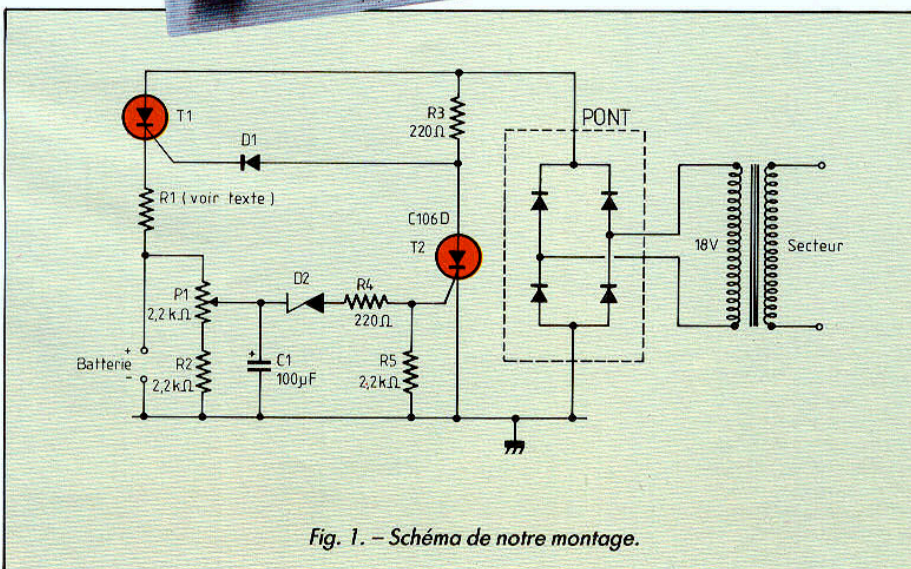 T1
D1
R3
220Ω
PONT
R1 ( voir texte )
C106D
T2
18V
Secteur
P1
2,2 kΩ
D2
R4
220Ω
+
Batterie
-
R2
2,2kΩ
+
C1
100µF
R5
2,2kΩ
Fig. 1. – Schéma de notre montage.